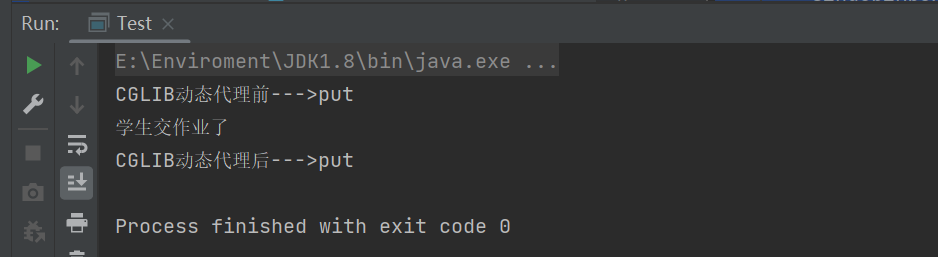 Run: Test
E:\Enviroment\JDK1.8\bin\java.exe ...
CGLIB动态代理前--->put
学生交作业了
CGLIB动态代理后--->put
Process finished with exit code 0